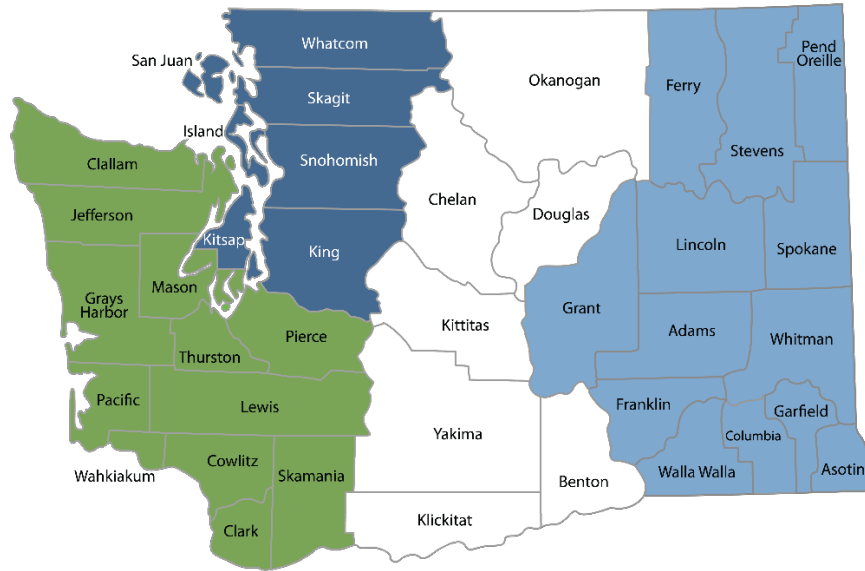 Whatcom
San Juan
Skagit
Island
Snohomish
Clallam
Jefferson
Kitsap
King
Mason
Grays
Harbor
Pierce
Thurston
Pacific
Lewis
Wahkiakum
Cowlitz
Skamania
Clark
Okanogan
Chelan
Douglas
Kittitas
Yakima
Benton
Klickitat
Ferry
Pend
Oreille
Stevens
Lincoln
Spokane
Grant
Adams
Whitman
Franklin
Garfield
Columbia
Walla Walla
Asotin